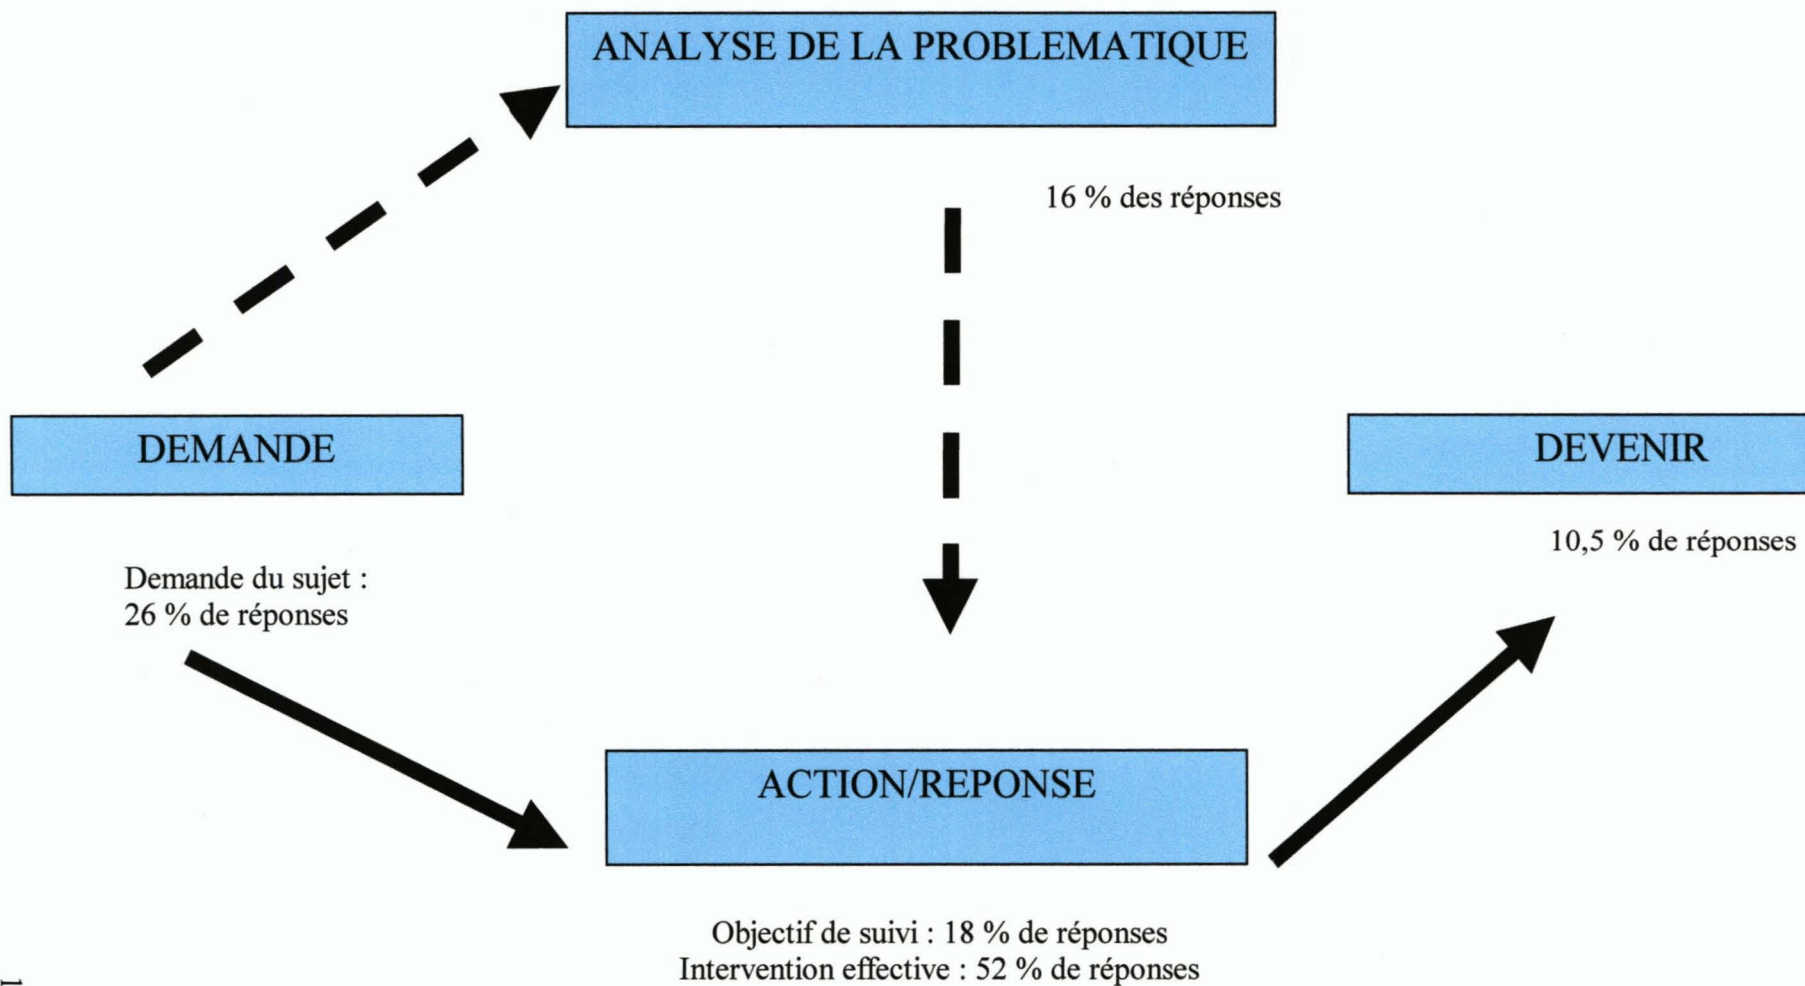 ANALYSE DE LA PROBLEMATIQUE
16 % des réponses
DEMANDE
DEVENIR
10,5 % de réponses
Demande du sujet :
26 % de réponses
ACTION/REPONSE
Objectif de suivi : 18 % de réponses
Intervention effective : 52 % de réponses
1